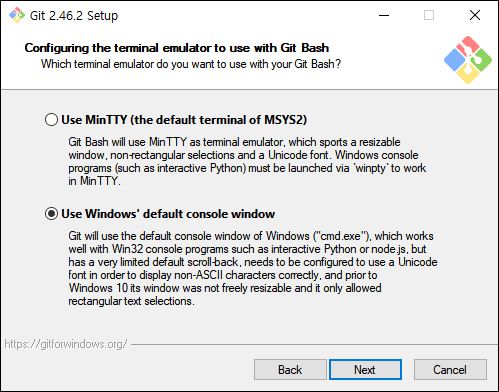 Git 2.46.2 Setup
Configuring the terminal emulator to use with Git Bash
Which terminal emulator do you want to use with your Git Bash?
Use MinTTY (the default terminal of MSYS2)
Git Bash will use MinTTY as terminal emulator, which sports a resizable
window, non-rectangular selections and a Unicode font. Windows console
programs (such as interactive Python) must be launched via `winpty` to work
in MinTTY.
Use Windows' default console window
Git will use the default console window of Windows ("cmd.exe"), which works
well with Win32 console programs such as interactive Python or node.js, but
has a very limited default scroll-back, needs to be configured to use a Unicode
font in order to display non-ASCII characters correctly, and prior to
Windows 10 its window was not freely resizable and it only allowed
rectangular text selections.
https://gitforwindows.org/
Back
Next
Cancel